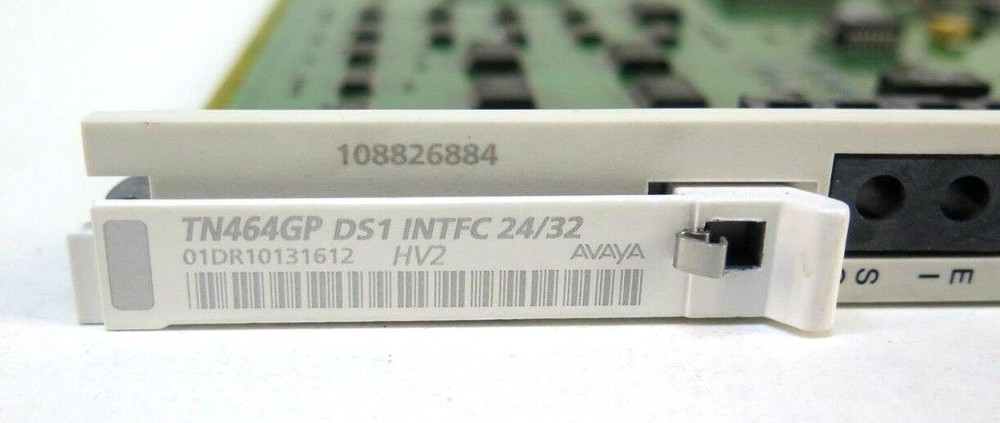 108826884
TN464GP DS1 INTFC 24/32
01DR10131612 HV2 AVAYA
S I E